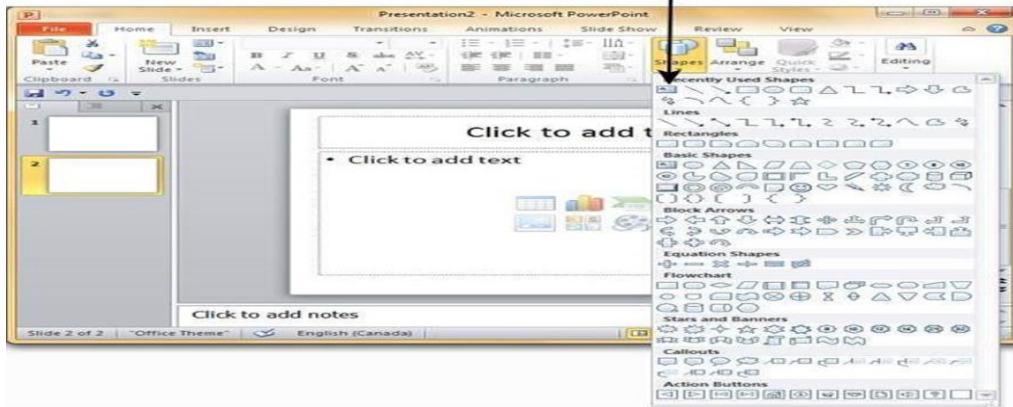 Presentation2 - Microsoft PowerPoint
File Home Insert Design Transitions Animations Slide Show Review View
Paste New Slide Shapes Arrange Quick Styles Editing
Clipboard Slides Font Paragraph
Recently Used Shapes
Lines
Rectangles
Basic Shapes
Block Arrows
Equation Shapes
Flowchart
Stars and Banners
Callouts
Action Buttons
1
2
Click to add t
• Click to add text
Click to add notes
Slide 2 of 2 "Office Theme" English (Canada)